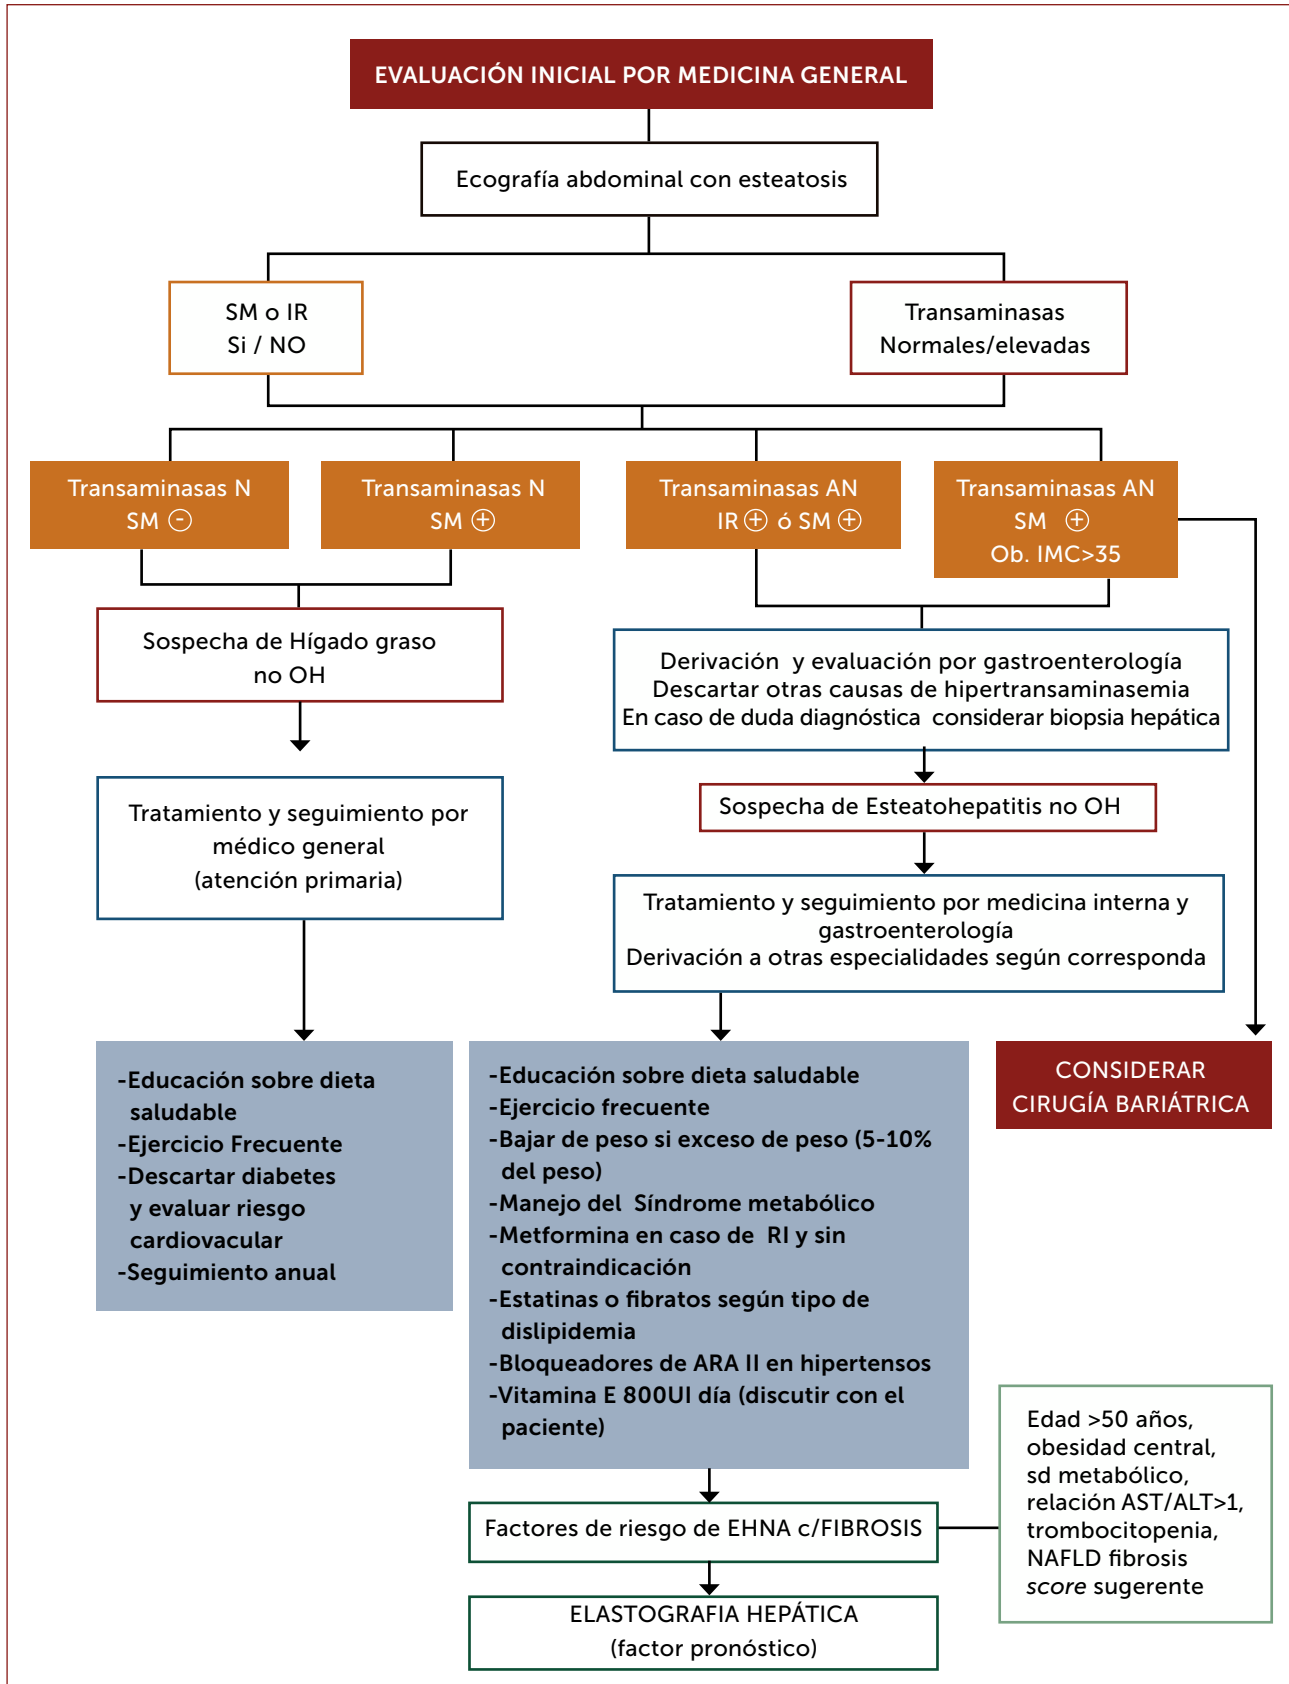 EVALUACIÓN INICIAL POR MEDICINA GENERAL
Ecografía abdominal con esteatosis
SM o IR
Si / NO
Transaminasas
Normales/elevadas
Transaminasas N
SM ⊖
Transaminasas N
SM ⊕
Transaminasas AN
IR ⊕ ó SM ⊕
Transaminasas AN
SM ⊕
Ob. IMC>35
Sospecha de Hígado graso
no OH
Derivación y evaluación por gastroenterología
Descartar otras causas de hipertransaminasemia
En caso de duda diagnóstica considerar biopsia hepática
Tratamiento y seguimiento por
médico general
(atención primaria)
Sospecha de Esteatohepatitis no OH
Tratamiento y seguimiento por medicina interna y
gastroenterología
Derivación a otras especialidades según corresponda
-Educación sobre dieta
saludable
-Ejercicio Frecuente
-Descartar diabetes
y evaluar riesgo
cardiovacular
-Seguimiento anual
-Educación sobre dieta saludable
-Ejercicio frecuente
-Bajar de peso si exceso de peso (5-10%
del peso)
-Manejo del Síndrome metabólico
-Metformina en caso de RI y sin
contraindicación
-Estatinas o fibratos según tipo de
dislipidemia
-Bloqueadores de ARA II en hipertensos
-Vitamina E 800UI día (discutir con el
paciente)
CONSIDERAR
CIRUGÍA BARIÁTRICA
Factores de riesgo de EHNA c/FIBROSIS
Edad >50 años,
obesidad central,
sd metabólico,
relación AST/ALT>1,
trombocitopenia,
NAFLD fibrosis
score sugerente
ELASTOGRAFIA HEPÁTICA
(factor pronóstico)